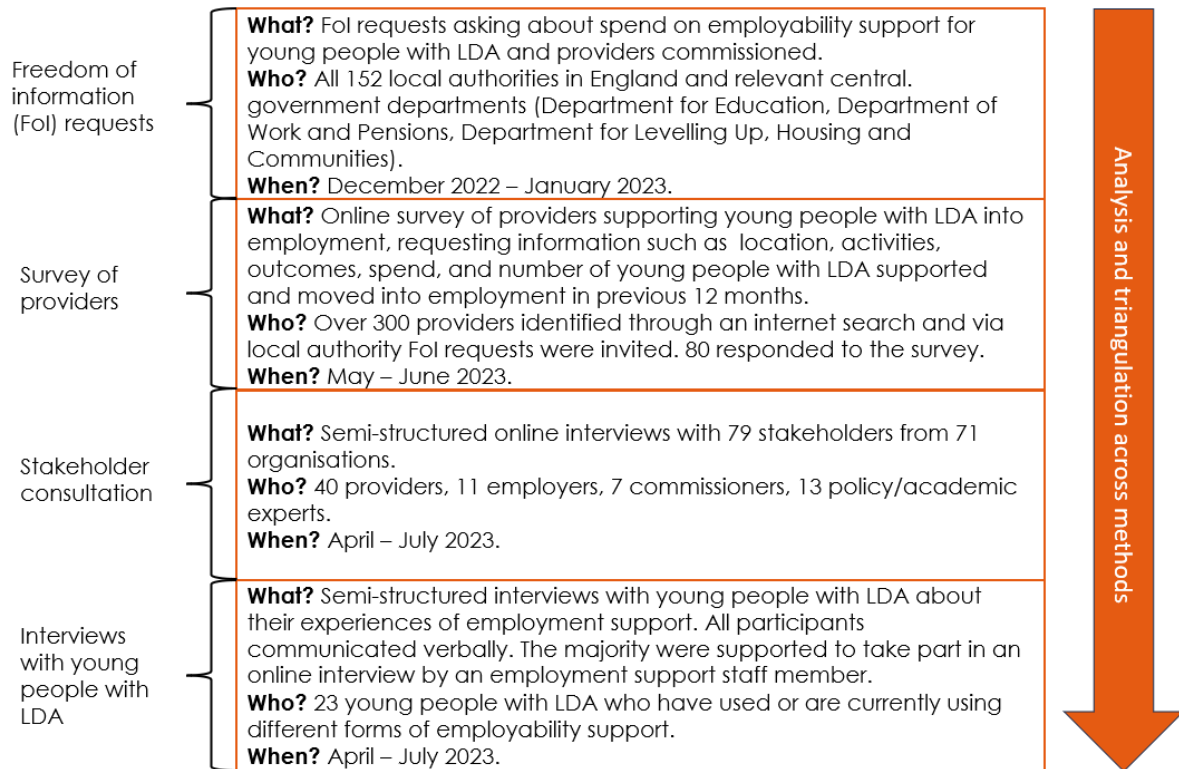 Freedom of
information
(FoI) requests
What? FoI requests asking about spend on employability support for
young people with LDA and providers commissioned.
Who? All 152 local authorities in England and relevant central.
government departments (Department for Education, Department of
Work and Pensions, Department for Levelling Up, Housing and
Communities).
When? December 2022 – January 2023.
Survey of
providers
What? Online survey of providers supporting young people with LDA into
employment, requesting information such as  location, activities,
outcomes, spend, and number of young people with LDA supported
and moved into employment in previous 12 months.
Who? Over 300 providers identified through an internet search and via
local authority FoI requests were invited. 80 responded to the survey.
When? May – June 2023.
Stakeholder
consultation
What? Semi-structured online interviews with 79 stakeholders from 71
organisations.
Who? 40 providers, 11 employers, 7 commissioners, 13 policy/academic
experts.
When? April – July 2023.
Interviews
with young
people with
LDA
What? Semi-structured interviews with young people with LDA about
their experiences of employment support. All participants
communicated verbally. The majority were supported to take part in an
online interview by an employment support staff member.
Who? 23 young people with LDA who have used or are currently using
different forms of employability support.
When? April – July 2023.
Analysis and triangulation across methods